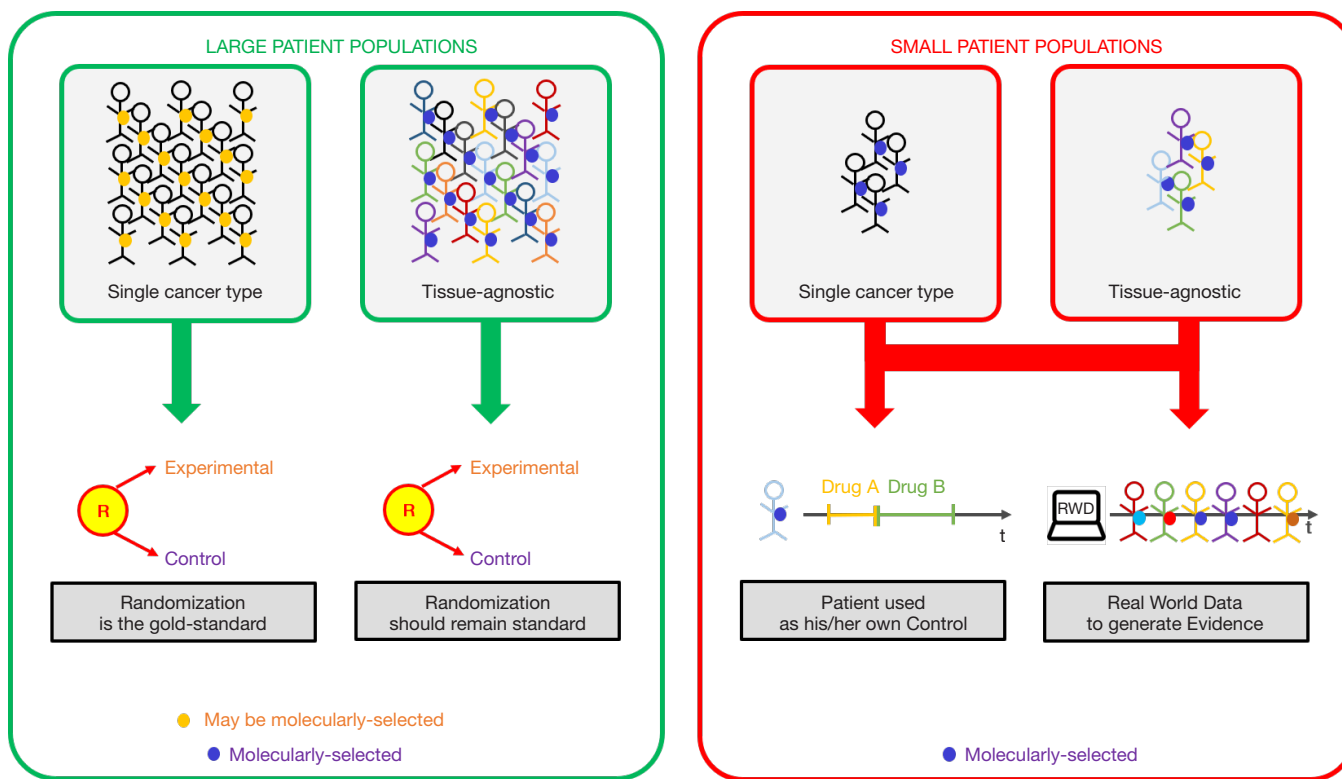 LARGE PATIENT POPULATIONS
Single cancer type
Tissue-agnostic
R
Experimental
Control
R
Experimental
Control
Randomization
is the gold-standard
Randomization
should remain standard
May be molecularly-selected
Molecularly-selected
SMALL PATIENT POPULATIONS
Single cancer type
Tissue-agnostic
Drug A
Drug B
t
RWD
t
Patient used
as his/her own Control
Real World Data
to generate Evidence
Molecularly-selected